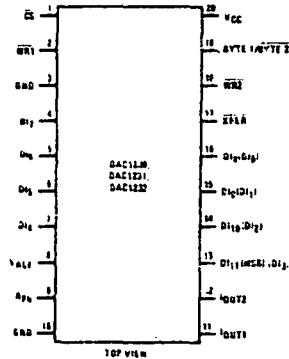 CS 1
WR1 2
GND 3
DI7 4
DI6 5
DI5 6
DI4 7
VREF 8
RFb 9
GND 10
DAC1230,
DAC1231,
DAC1232
20 VCC
19 BYTE 1/BYTE 2
18 WR2
17 XFER
16 DI8(DI0)
15 DI9(DI1)
14 DI10(DI2)
13 DI11(MSB)(DI3)
12 IOUT2
11 IOUT1
TOP VIEW